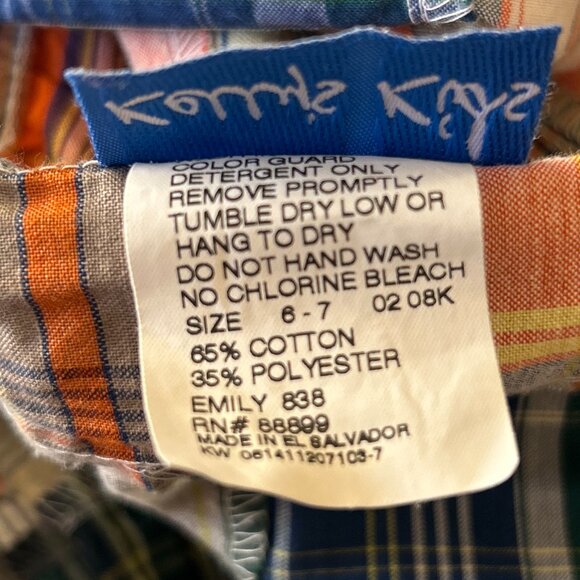 Komik Kids
COLOR GUARD
DETERGENT ONLY
REMOVE PROMPTLY
TUMBLE DRY LOW OR
HANG TO DRY
DO NOT HAND WASH
NO CHLORINE BLEACH
SIZE 6 - 7 02 08K
65% COTTON
35% POLYESTER
EMILY 838
RN# 88899
MADE IN EL SALVADOR
KW 061411207103-7